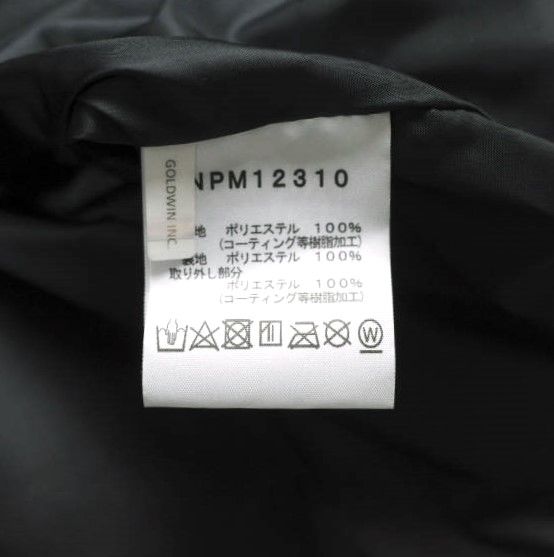 GOLDWIN INC.
NPM12310
地 ポリエステル 100%
(コーティング等樹脂加工)
裏地 ポリエステル 100%
取り外し部分
ポリエステル 100%
(コーティング等樹脂加工)
W